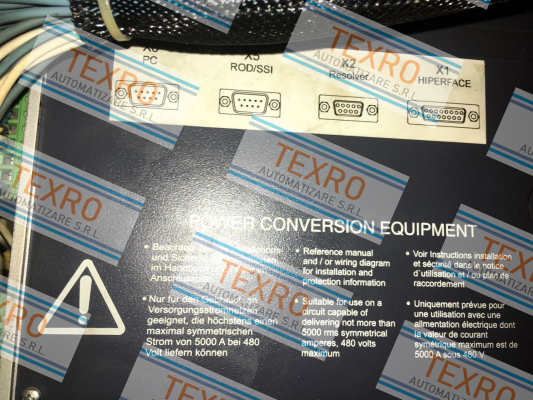 X6 X5 X2 X1
PC ROD/SSI Resolver HIPERFACE
TEXRO
AUTOMATIZARE S.R.L.
POWER CONVERSION EQUIPMENT
• Beachten
und
im
Anschluss
• Nur für den Gebrauch an
Versorgungsstromnetzen
geeignet, die höchstens einen
maximal symmetrischen
Strom von 5000 A bei 480
Volt liefern können
• Reference manual
and / or wiring diagram
for installation and
protection information
• Suitable for use on a
circuit capable of
delivering not more than
5000 rms symmetrical
amperes, 480 volts
maximum
• Voir Instructions installation
et sécurité dans le notice
d'utilisation et / ou plan de
raccordement
• Uniquement prévue pour
une utilisation avec une
alimentation électrique dont
la valeur de courant
symétrique maximum est de
5000 A sous 480 V